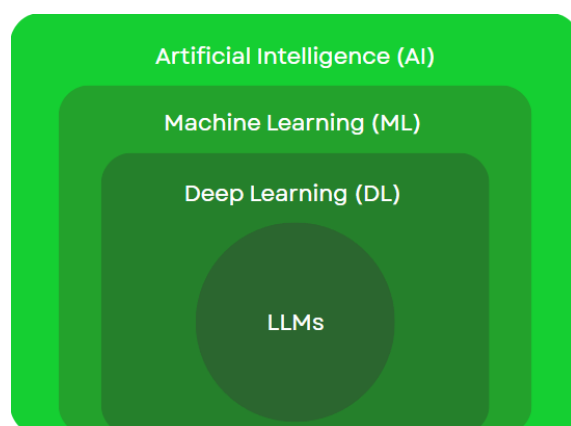 Artificial Intelligence (AI)
Machine Learning (ML)
Deep Learning (DL)
LLMs